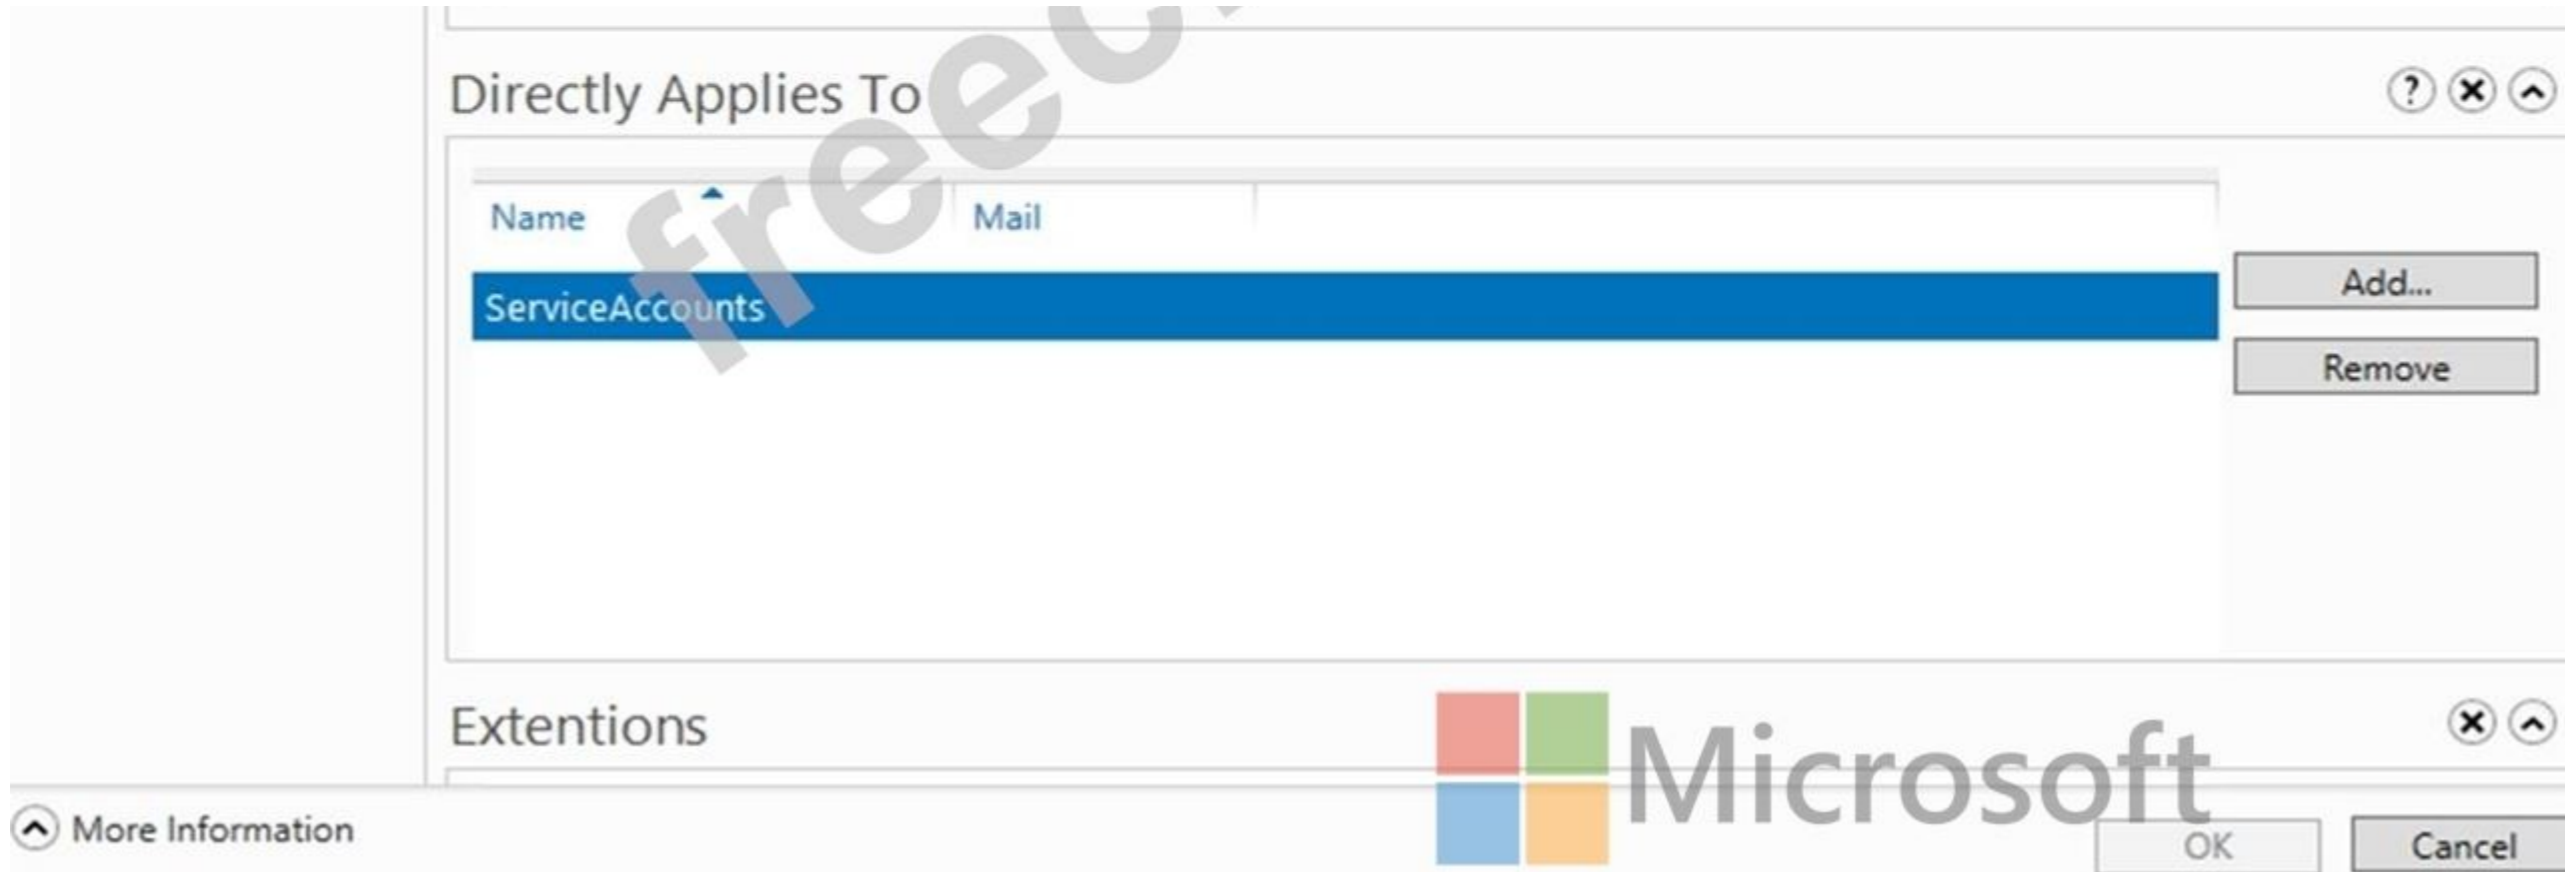 Directly Applies To
Name Mail
ServiceAccounts
Add...
Remove
Extentions
Microsoft
More Information
OK Cancel